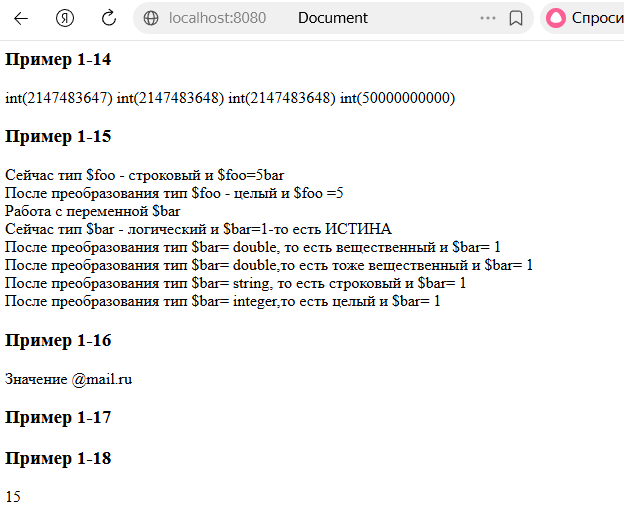 localhost:8080 Document ... Спроси
Пример 1-14
int(2147483647) int(2147483648) int(2147483648) int(50000000000)
Пример 1-15
Сейчас тип $foo - строковый и $foo=5bar
После преобразования тип $foo - целый и $foo =5
Работа с переменной $bar
Сейчас тип $bar - логический и $bar=1-то есть ИСТИНА
После преобразования тип $bar= double, то есть вещественный и $bar= 1
После преобразования тип $bar= double,то есть тоже вещественный и $bar= 1
После преобразования тип $bar= string, то есть строковый и $bar= 1
После преобразования тип $bar= integer,то есть целый и $bar= 1
Пример 1-16
Значение @mail.ru
Пример 1-17
Пример 1-18
15